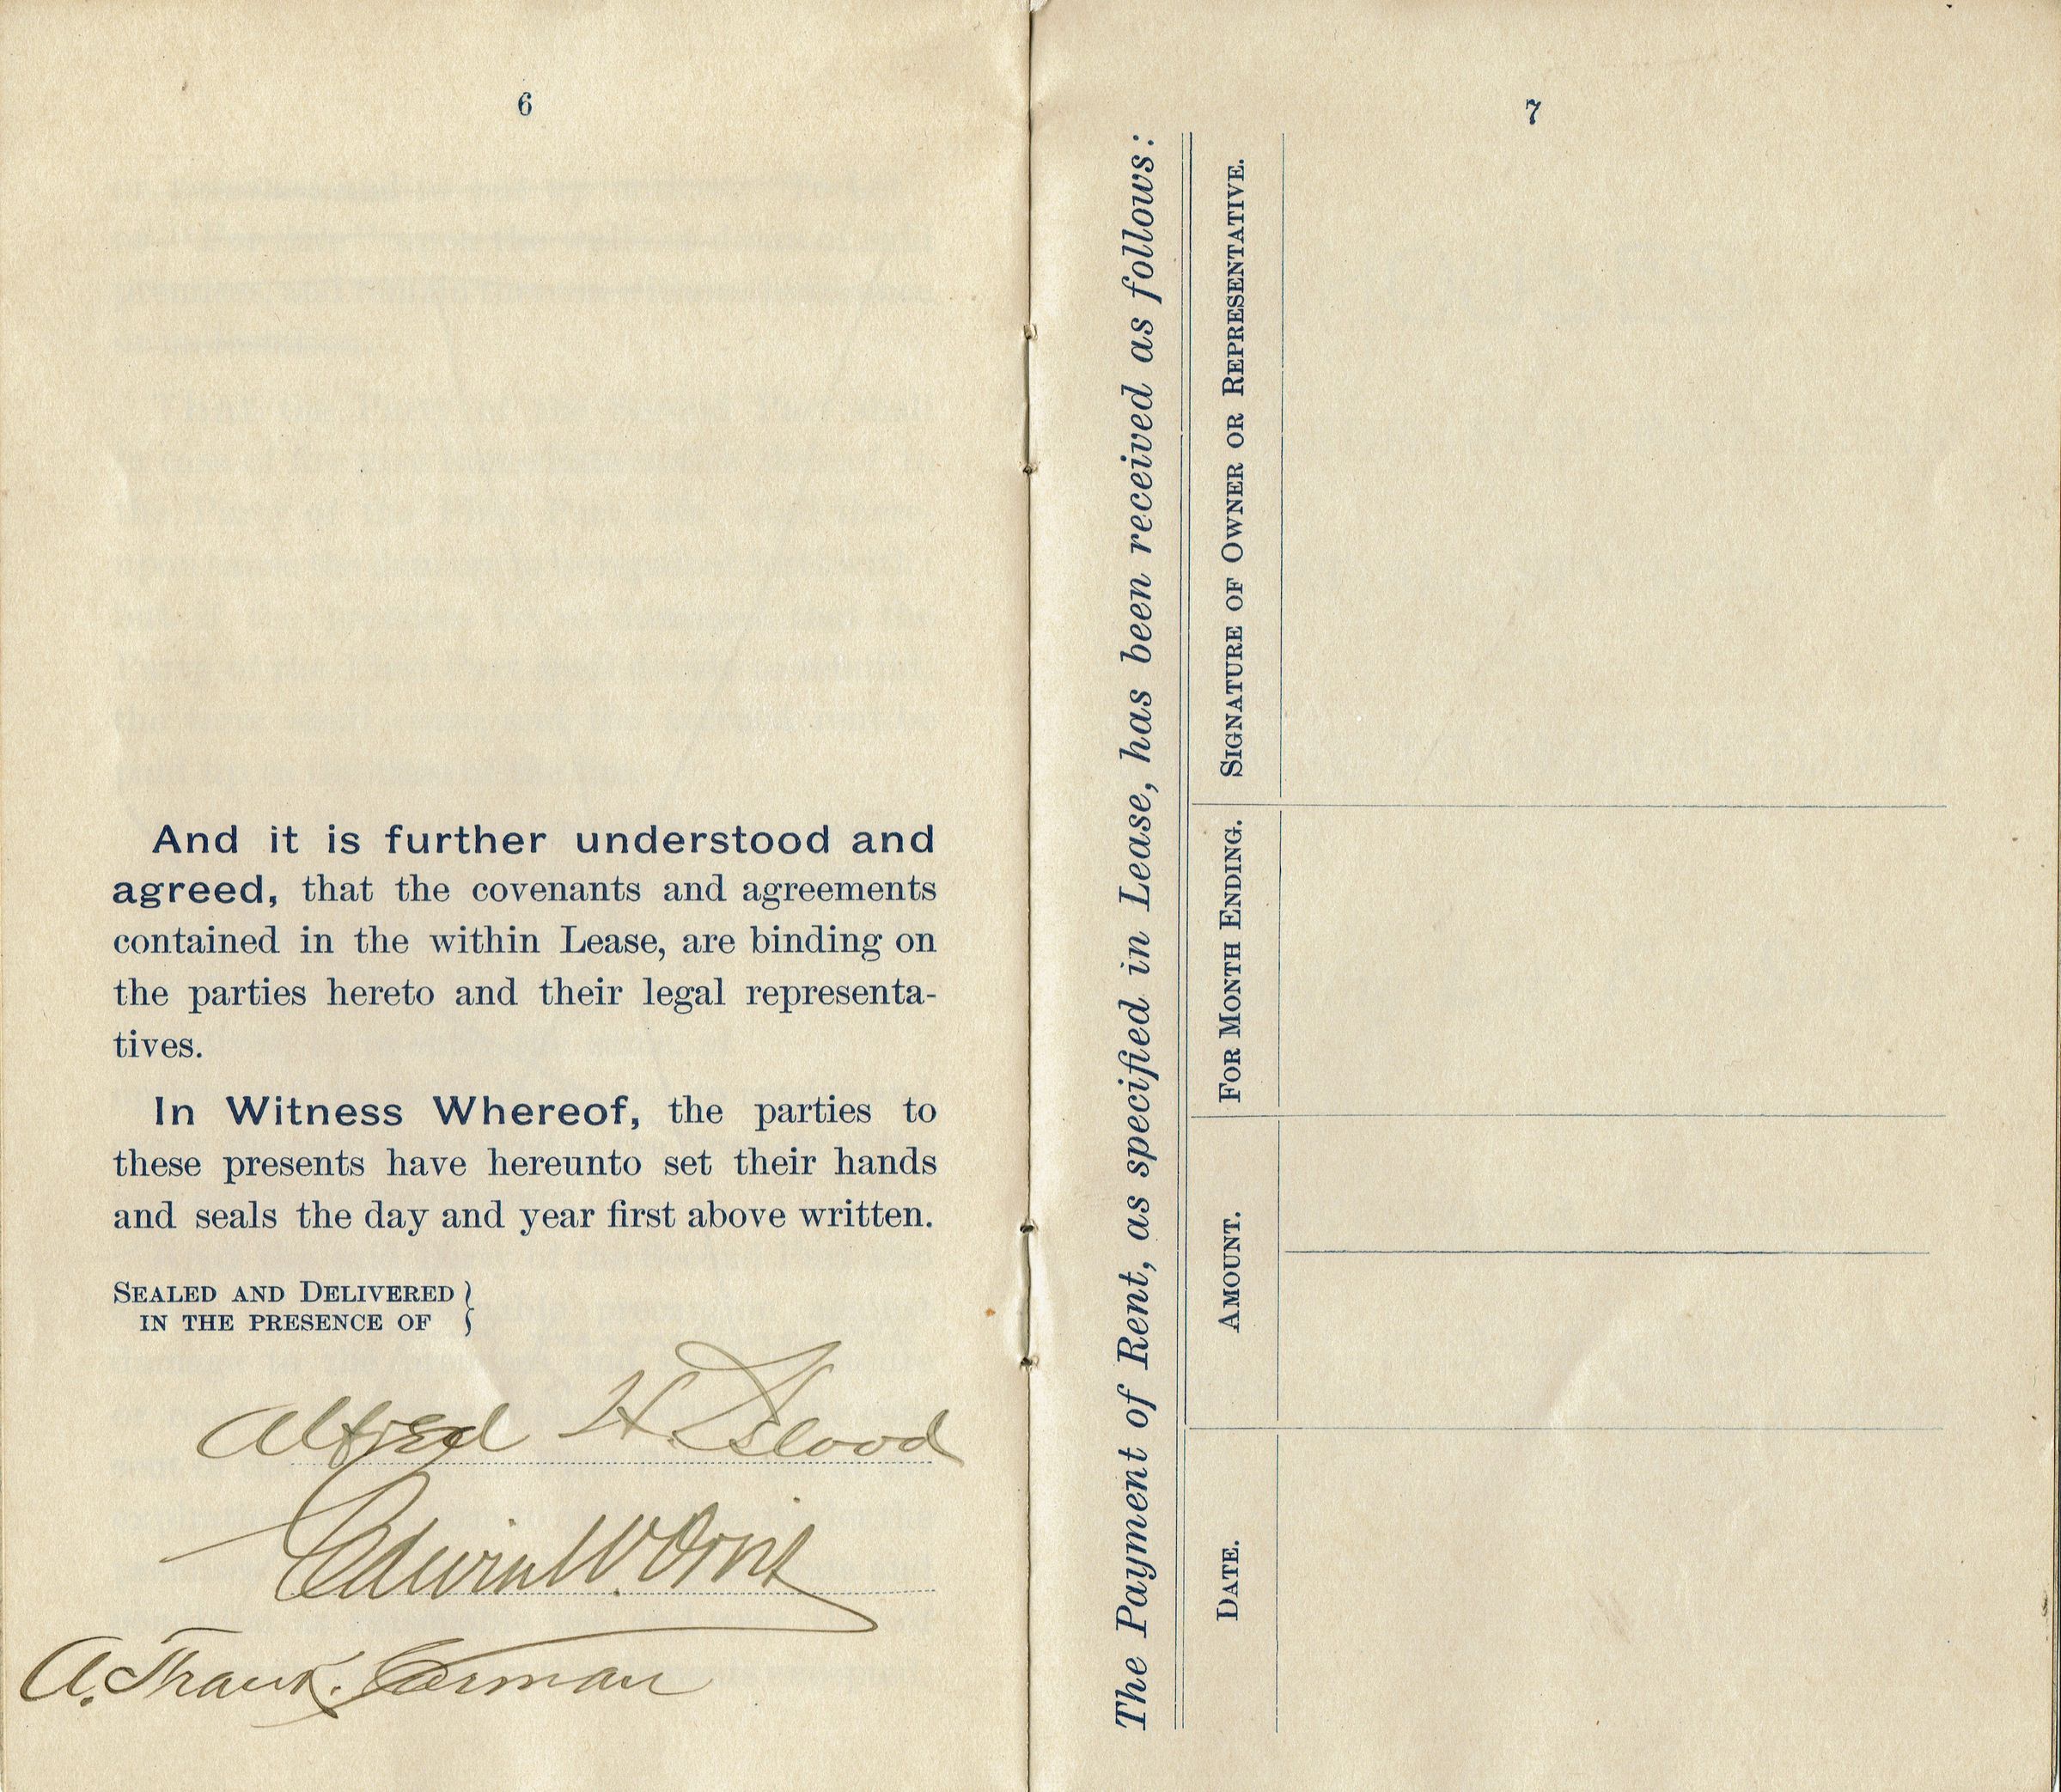 6
And it is further understood and
agreed, that the covenants and agreements
contained in the within Lease, are binding on
the parties hereto and their legal representa-
tives.
In Witness Whereof, the parties to
these presents have hereunto set their hands
and seals the day and year first above written.
SEALED AND DELIVERED }
IN THE PRESENCE OF
Alfred H.
Edwin W.
A. Frank
7
The Payment of Rent, as specified in Lease, has been received as follows:
DATE. AMOUNT. FOR MONTH ENDING. SIGNATURE OF OWNER OR REPRESENTATIVE.